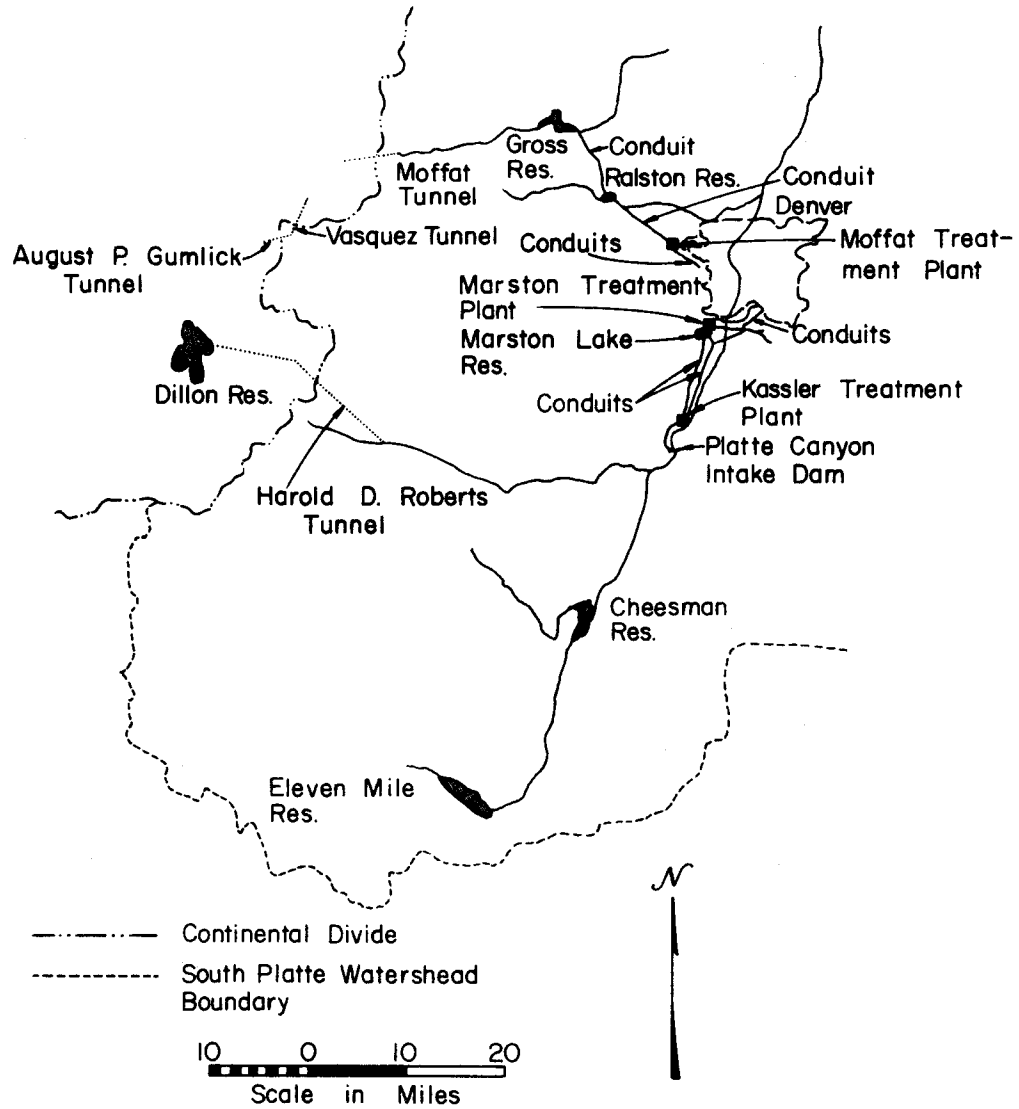 Gross
Res.
Conduit
Moffat
Tunnel
Ralston Res.
Conduit
Denver
Vasquez Tunnel
August P. Gumlick
Tunnel
Conduits
Moffat Treat-
ment Plant
Marston Treatment
Plant
Marston Lake
Res.
Conduits
Dillon Res.
Conduits
Kassler Treatment
Plant
Platte Canyon
Intake Dam
Harold D. Roberts
Tunnel
Cheesman
Res.
Eleven Mile
Res.
N
Continental Divide
South Platte Watershead
Boundary
10 0 10 20
Scale in Miles